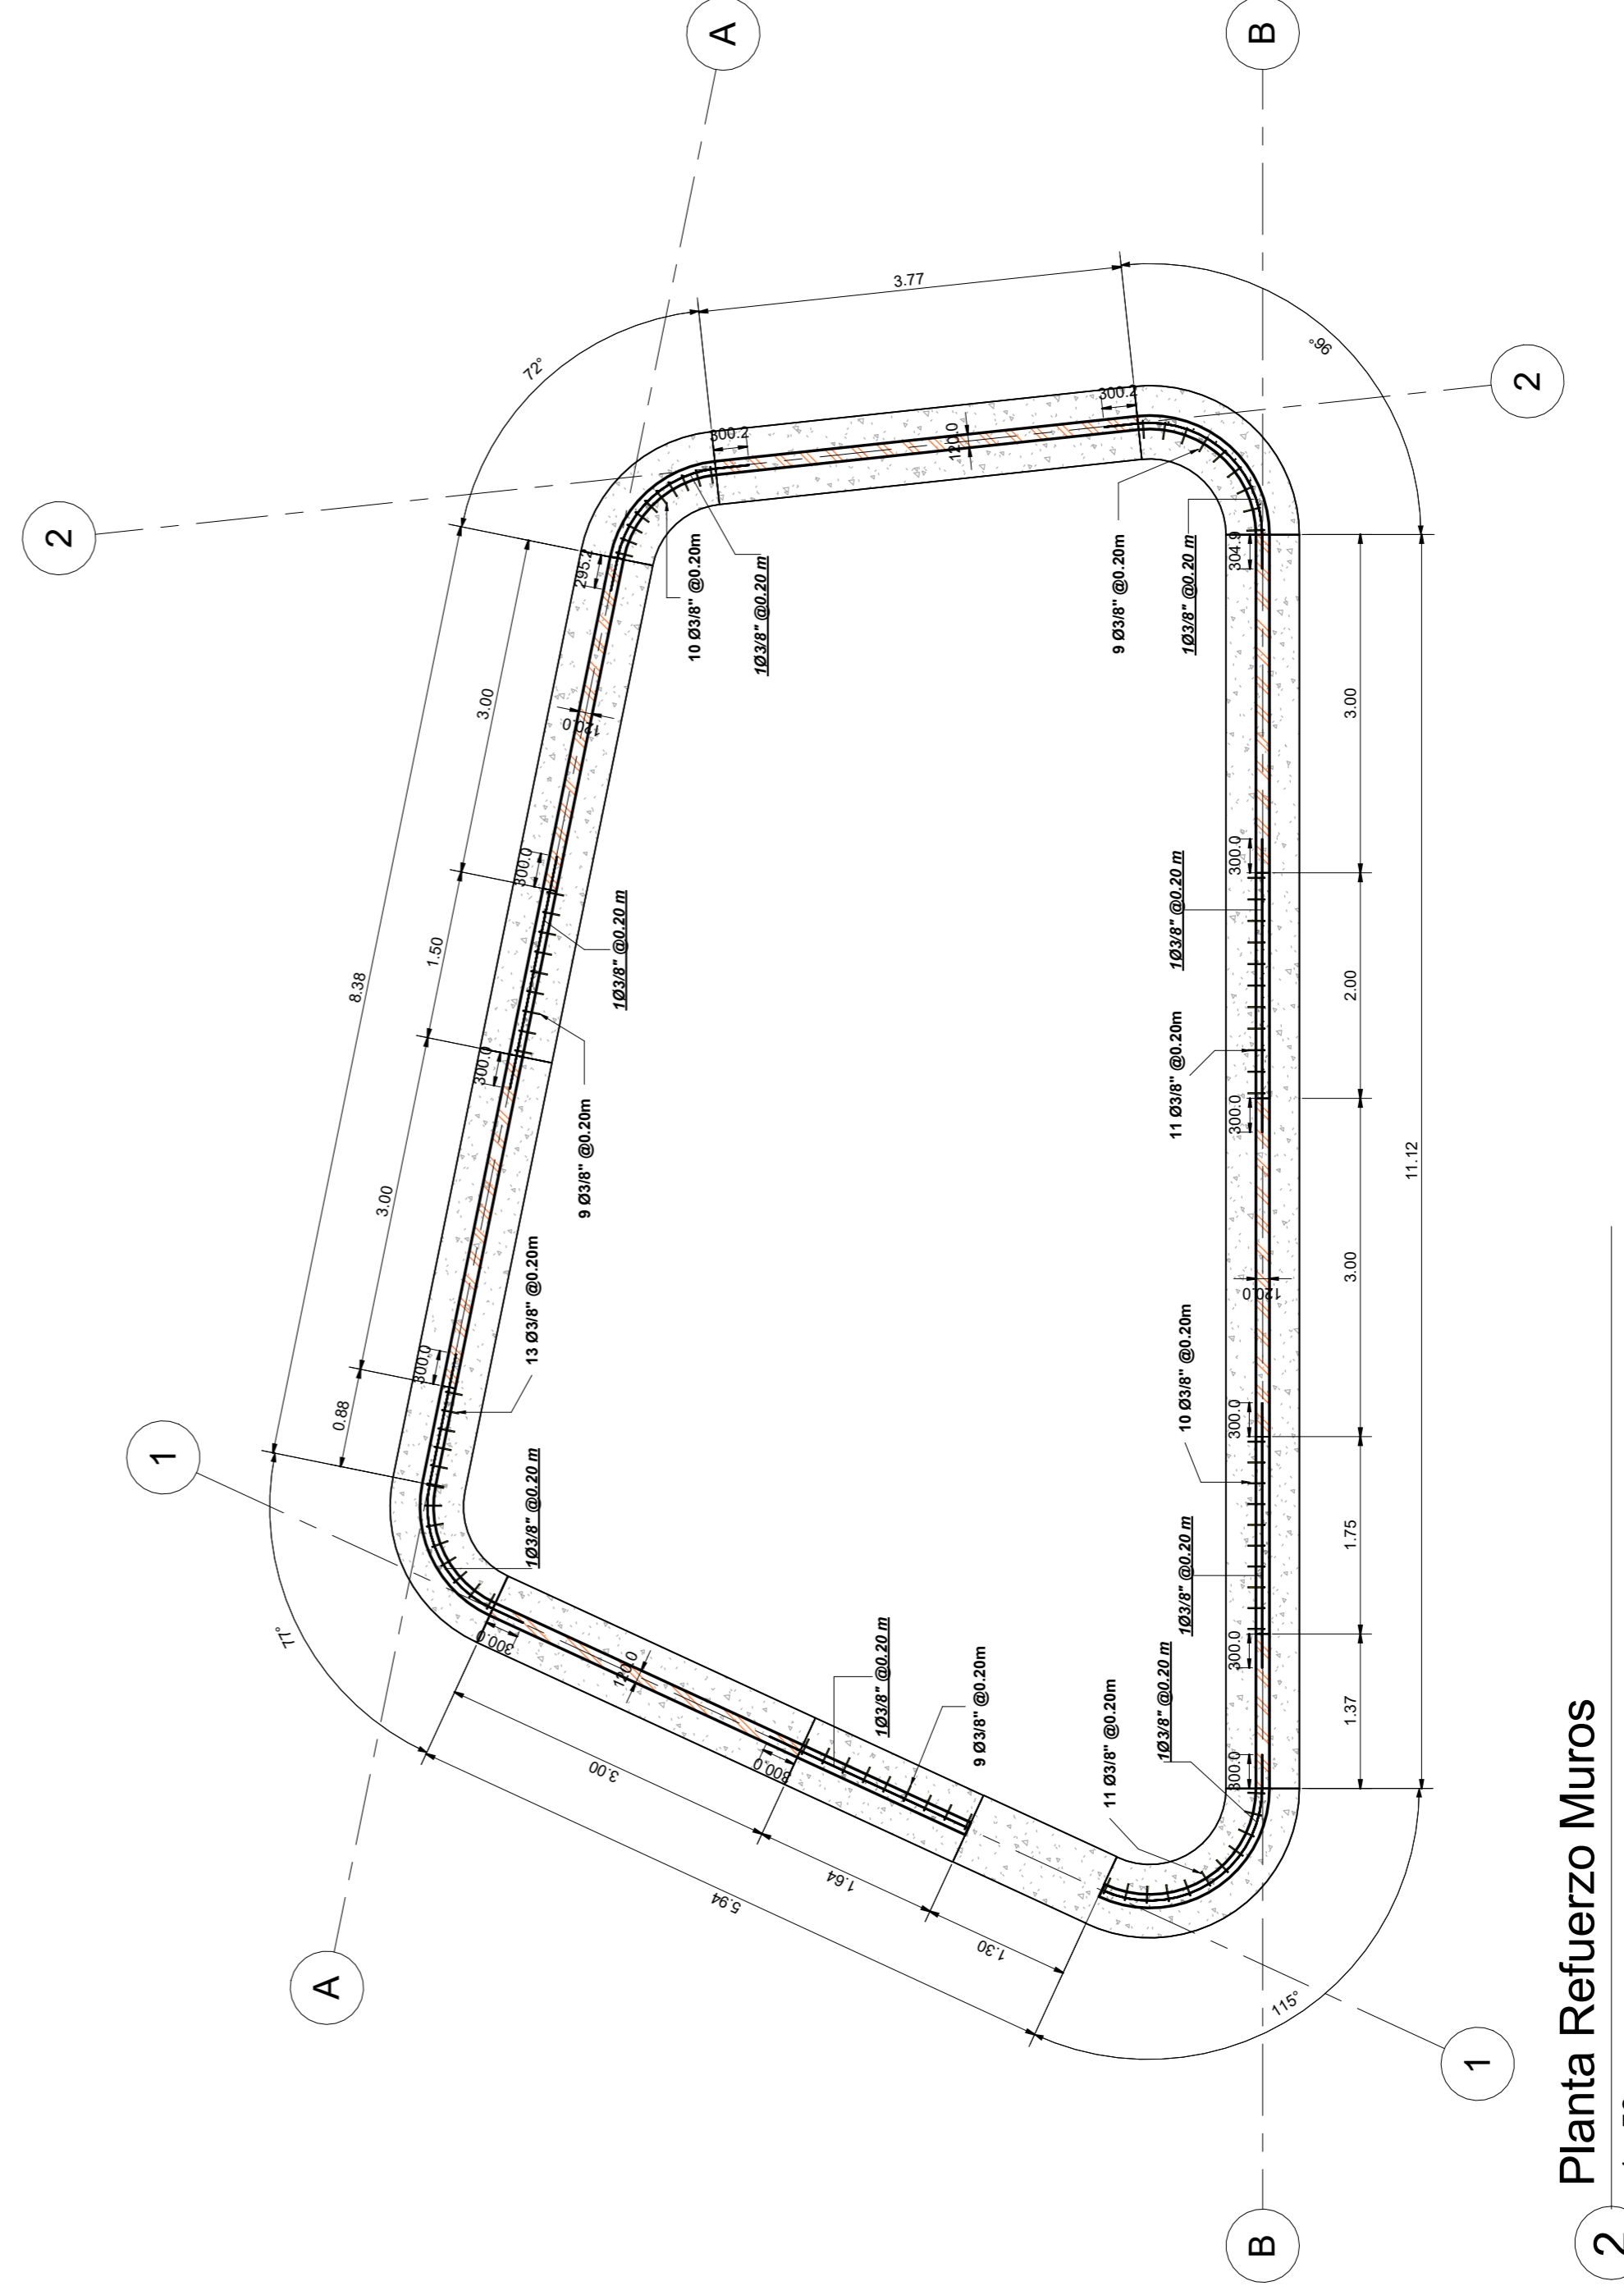 2
A
B
72°
3.77
96°
2
8.38
3.00
1.50
3.00
0.88
295.2
300.2
300.2
120.0
120.0
304.9
10 Ø3/8" @0.20m
1Ø3/8" @0.20 m
9 Ø3/8" @0.20m
1Ø3/8" @0.20 m
300.0
300.0
300.0
1Ø3/8" @0.20 m
9 Ø3/8" @0.20m
13 Ø3/8" @0.20m
1Ø3/8" @0.20 m
1
77°
300.0
120.0
300.0
3.00
1.64
1.30
5.94
1Ø3/8" @0.20 m
9 Ø3/8" @0.20m
11 Ø3/8" @0.20m
1Ø3/8" @0.20 m
1Ø3/8" @0.20 m
10 Ø3/8" @0.20m
11 Ø3/8" @0.20m
1Ø3/8" @0.20 m
300.0
300.0
300.0
300.0
300.0
120.0
3.00
2.00
3.00
1.75
1.37
11.12
115°
A
1
B
2
Planta Refuerzo Muros